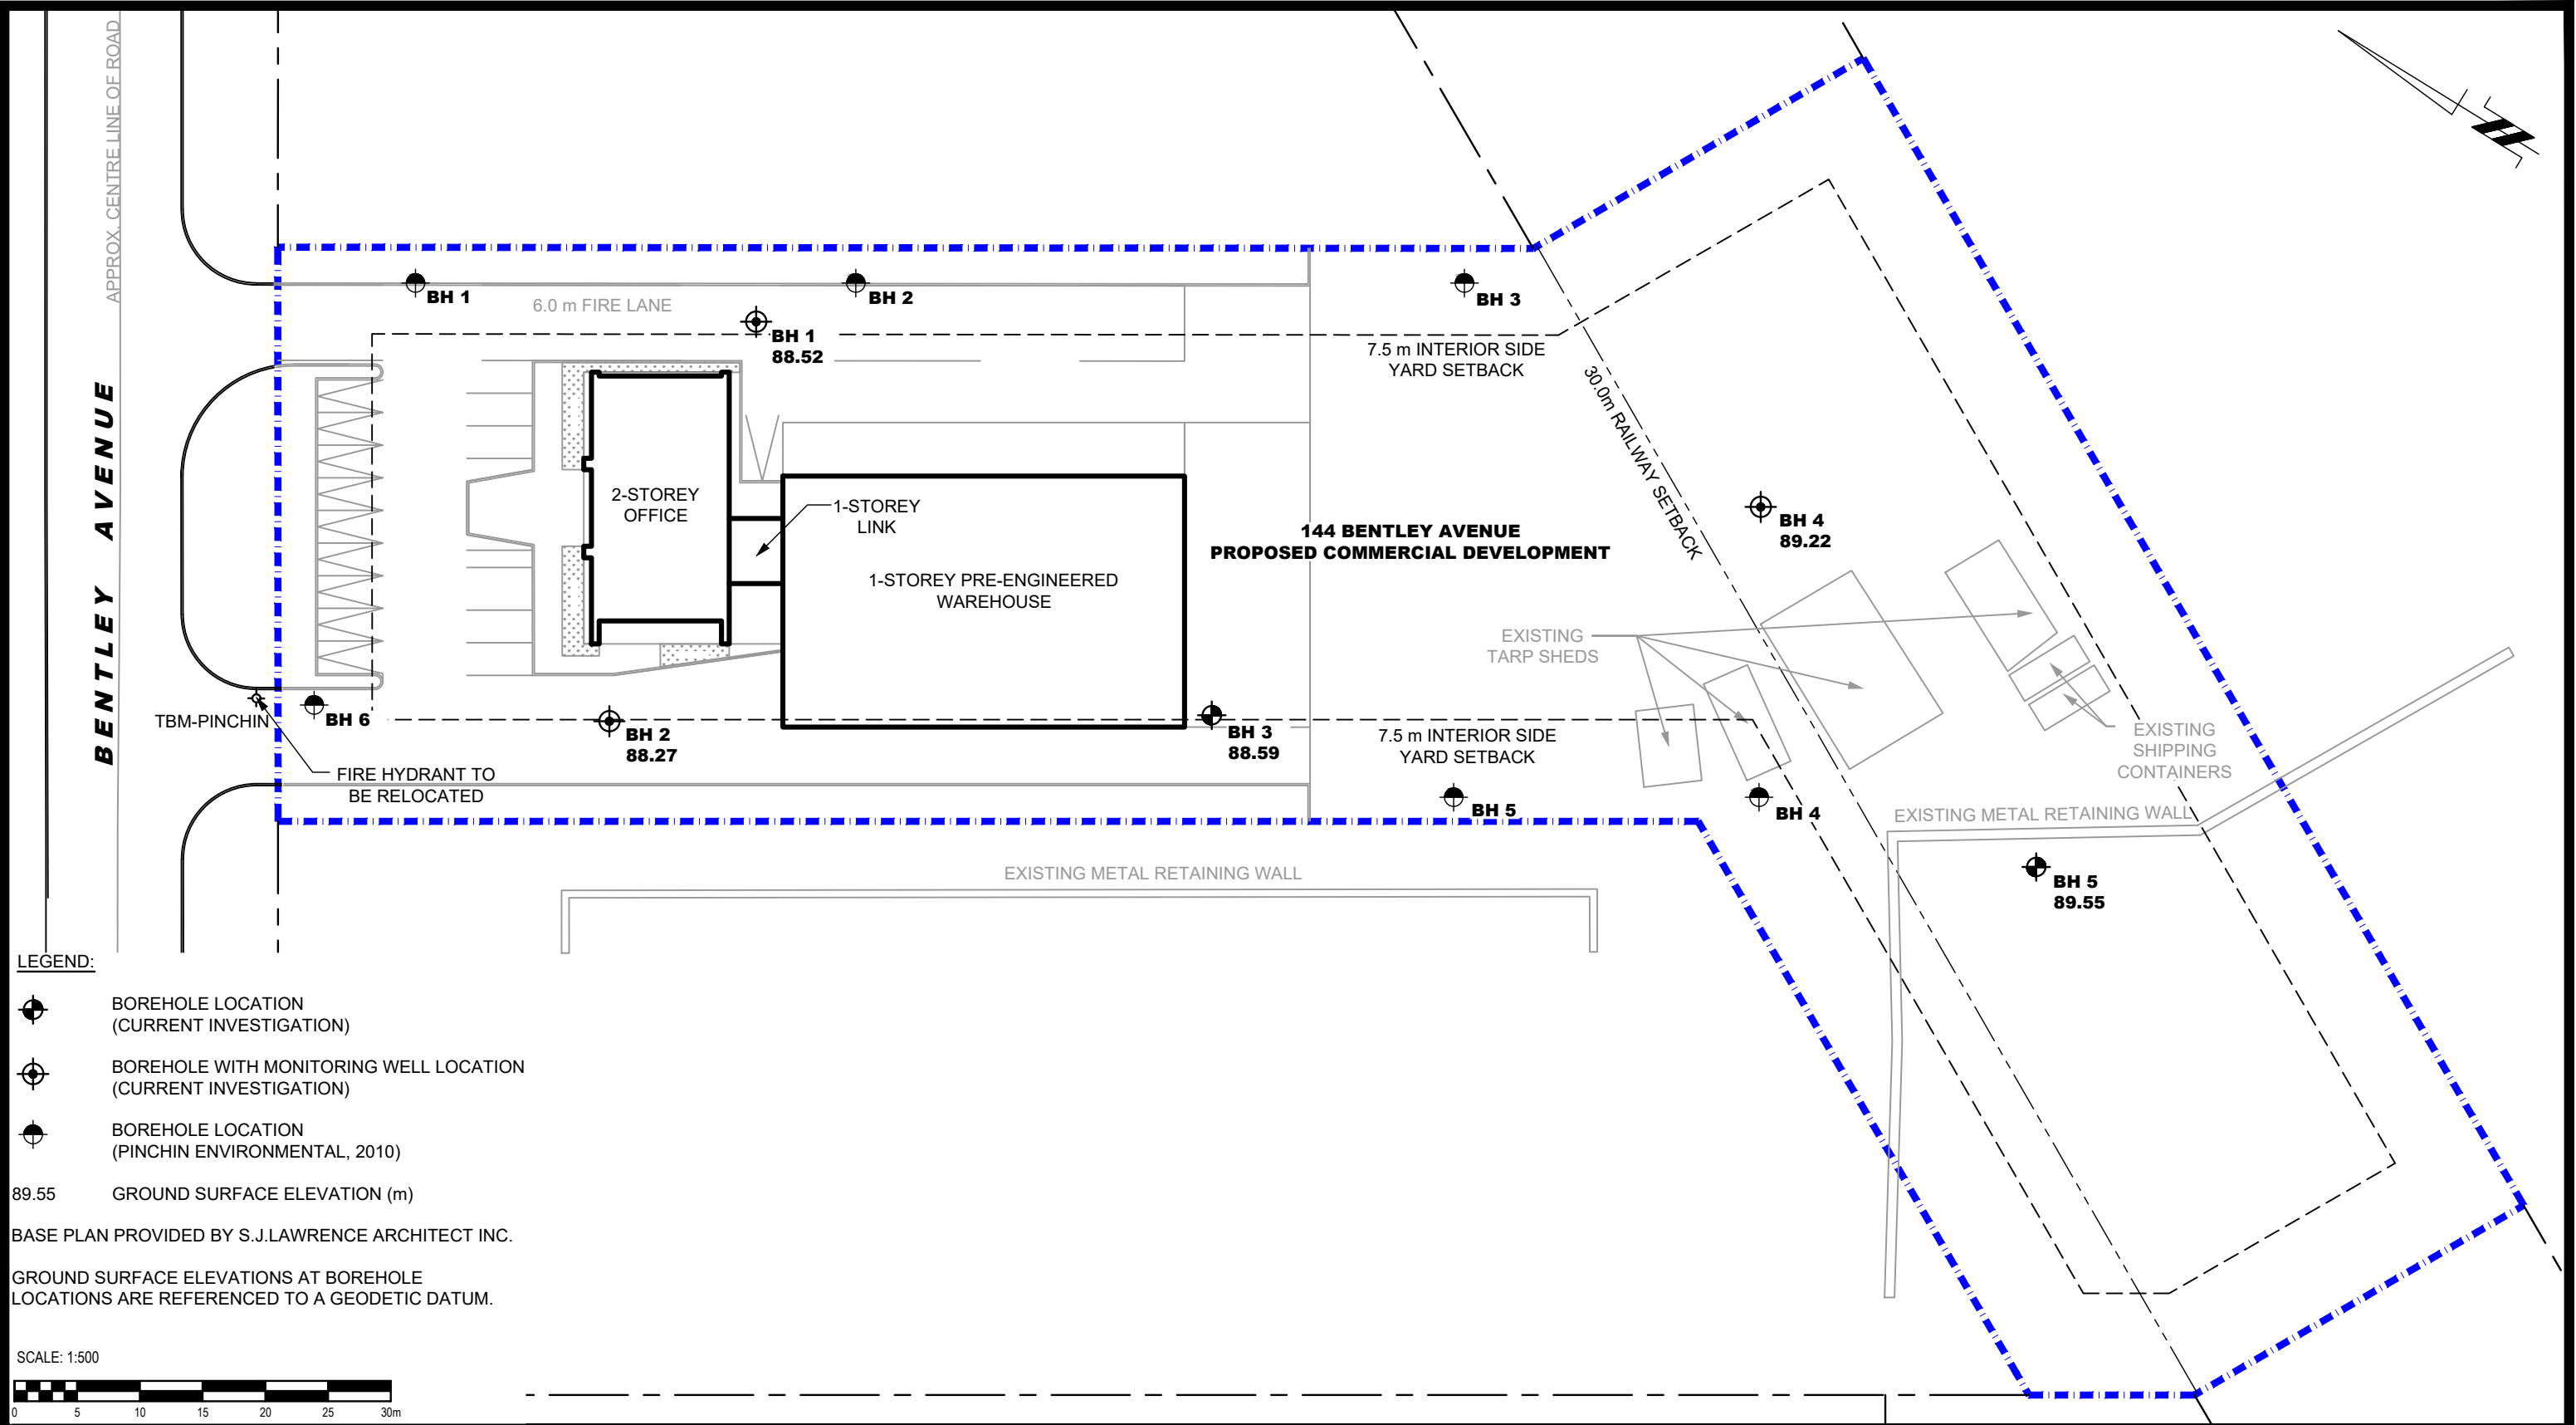 APPROX. CENTRE LINE OF ROAD
BENTLEY AVENUE
BH 1
6.0 m FIRE LANE
BH 2
BH 3
BH 1
88.52
7.5 m INTERIOR SIDE
YARD SETBACK
30.0m RAILWAY SETBACK
2-STOREY
OFFICE
1-STOREY
LINK
144 BENTLEY AVENUE
PROPOSED COMMERCIAL DEVELOPMENT
BH 4
89.22
1-STOREY PRE-ENGINEERED
WAREHOUSE
EXISTING
TARP SHEDS
TBM-PINCHIN
BH 6
BH 2
88.27
BH 3
88.59
7.5 m INTERIOR SIDE
YARD SETBACK
EXISTING
SHIPPING
CONTAINERS
FIRE HYDRANT TO
BE RELOCATED
BH 5
BH 4
EXISTING METAL RETAINING WALL
EXISTING METAL RETAINING WALL
BH 5
89.55
LEGEND:
BOREHOLE LOCATION
(CURRENT INVESTIGATION)
BOREHOLE WITH MONITORING WELL LOCATION
(CURRENT INVESTIGATION)
BOREHOLE LOCATION
(PINCHIN ENVIRONMENTAL, 2010)
89.55 GROUND SURFACE ELEVATION (m)
BASE PLAN PROVIDED BY S.J.LAWRENCE ARCHITECT INC.
GROUND SURFACE ELEVATIONS AT BOREHOLE
LOCATIONS ARE REFERENCED TO A GEODETIC DATUM.
SCALE: 1:500
0 5 10 15 20 25 30m